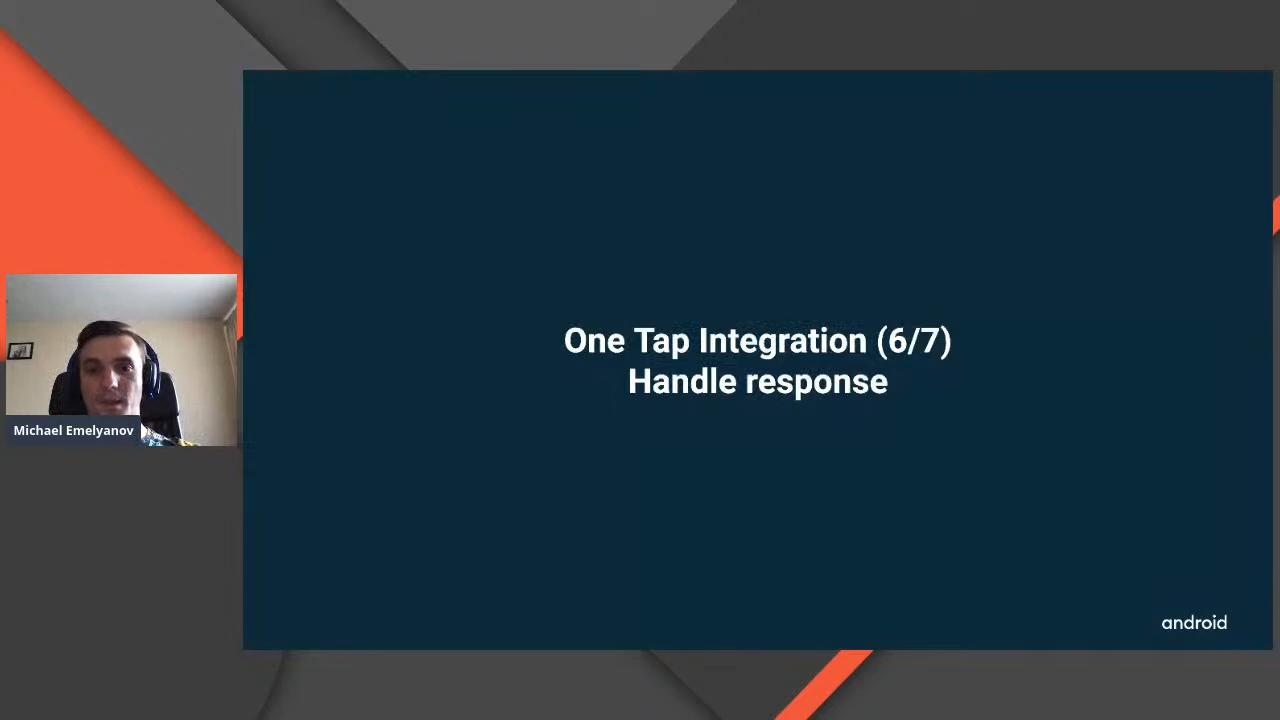 One Tap Integration (6/7)
Handle response
Michael Emelyanov
android